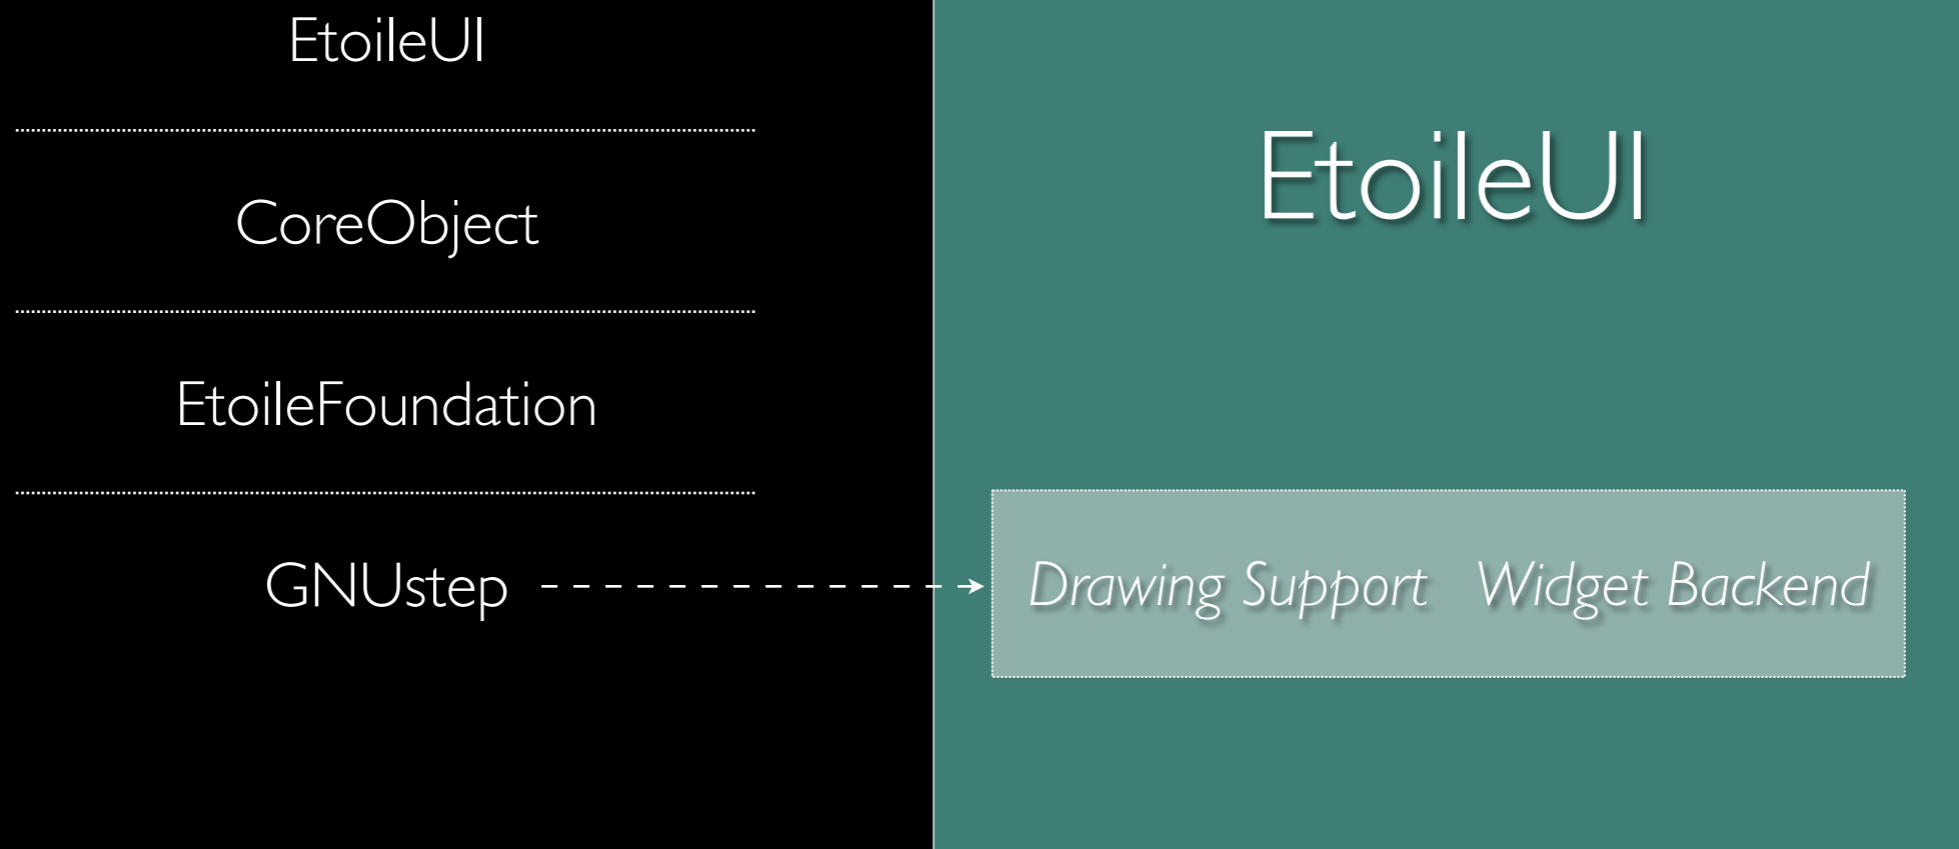 EtoileUI
CoreObject
EtoileFoundation
GNUstep
EtoileUI
Drawing Support Widget Backend